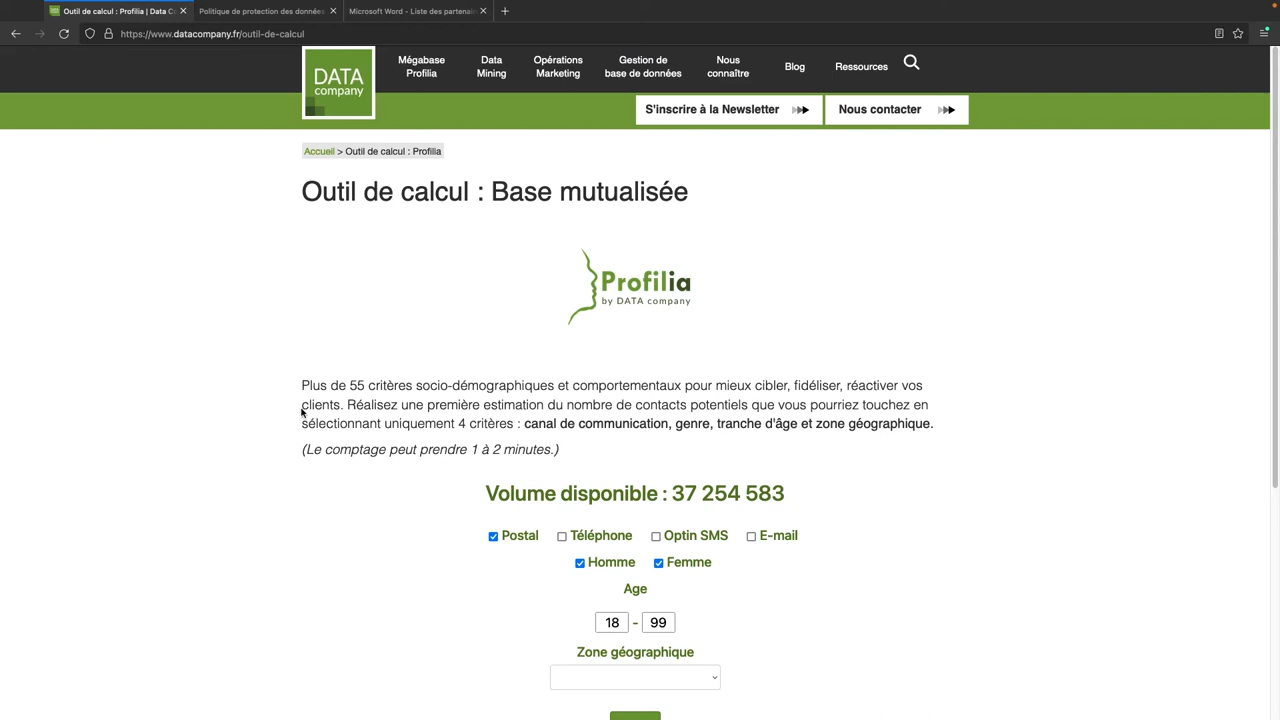 Outil de calcul : Profilia | Data C
Politique de protection des données
Microsoft Word - Liste des partenai
https://www.datacompany.fr/outil-de-calcul
DATA
company
Mégabase
Profilia
Data
Mining
Opérations
Marketing
Gestion de
base de données
Nous
connaître
Blog
Ressources
S'inscrire à la Newsletter
Nous contacter
Accueil > Outil de calcul : Profilia
Outil de calcul : Base mutualisée
Profilia
by DATA company
Plus de 55 critères socio-démographiques et comportementaux pour mieux cibler, fidéliser, réactiver vos
clients. Réalisez une première estimation du nombre de contacts potentiels que vous pourriez touchez en
sélectionnant uniquement 4 critères : canal de communication, genre, tranche d'âge et zone géographique.
(Le comptage peut prendre 1 à 2 minutes.)
Volume disponible : 37 254 583
Postal Téléphone Optin SMS E-mail
Homme Femme
Age
18 - 99
Zone géographique